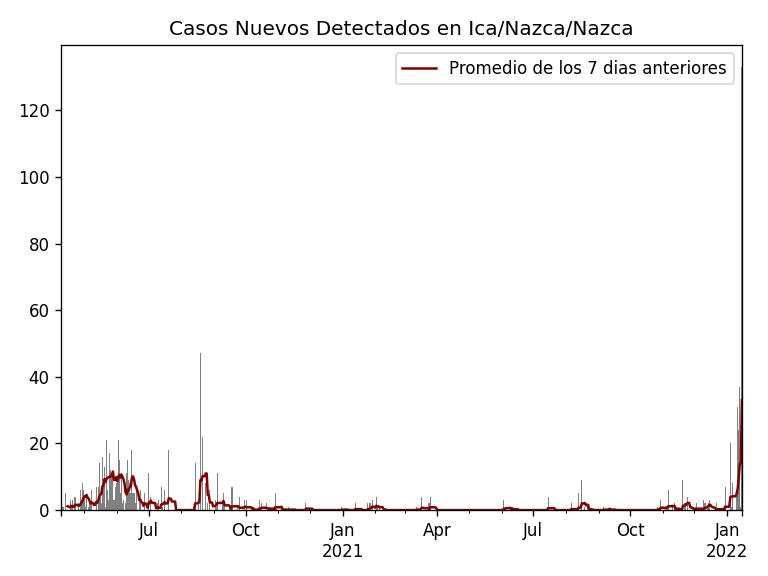 Casos Nuevos Detectados en Ica/Nazca/Nazca
Promedio de los 7 dias anteriores
120
100
80
60
40
20
0
Jul
Oct
Jan
2021
Apr
Jul
Oct
Jan
2022